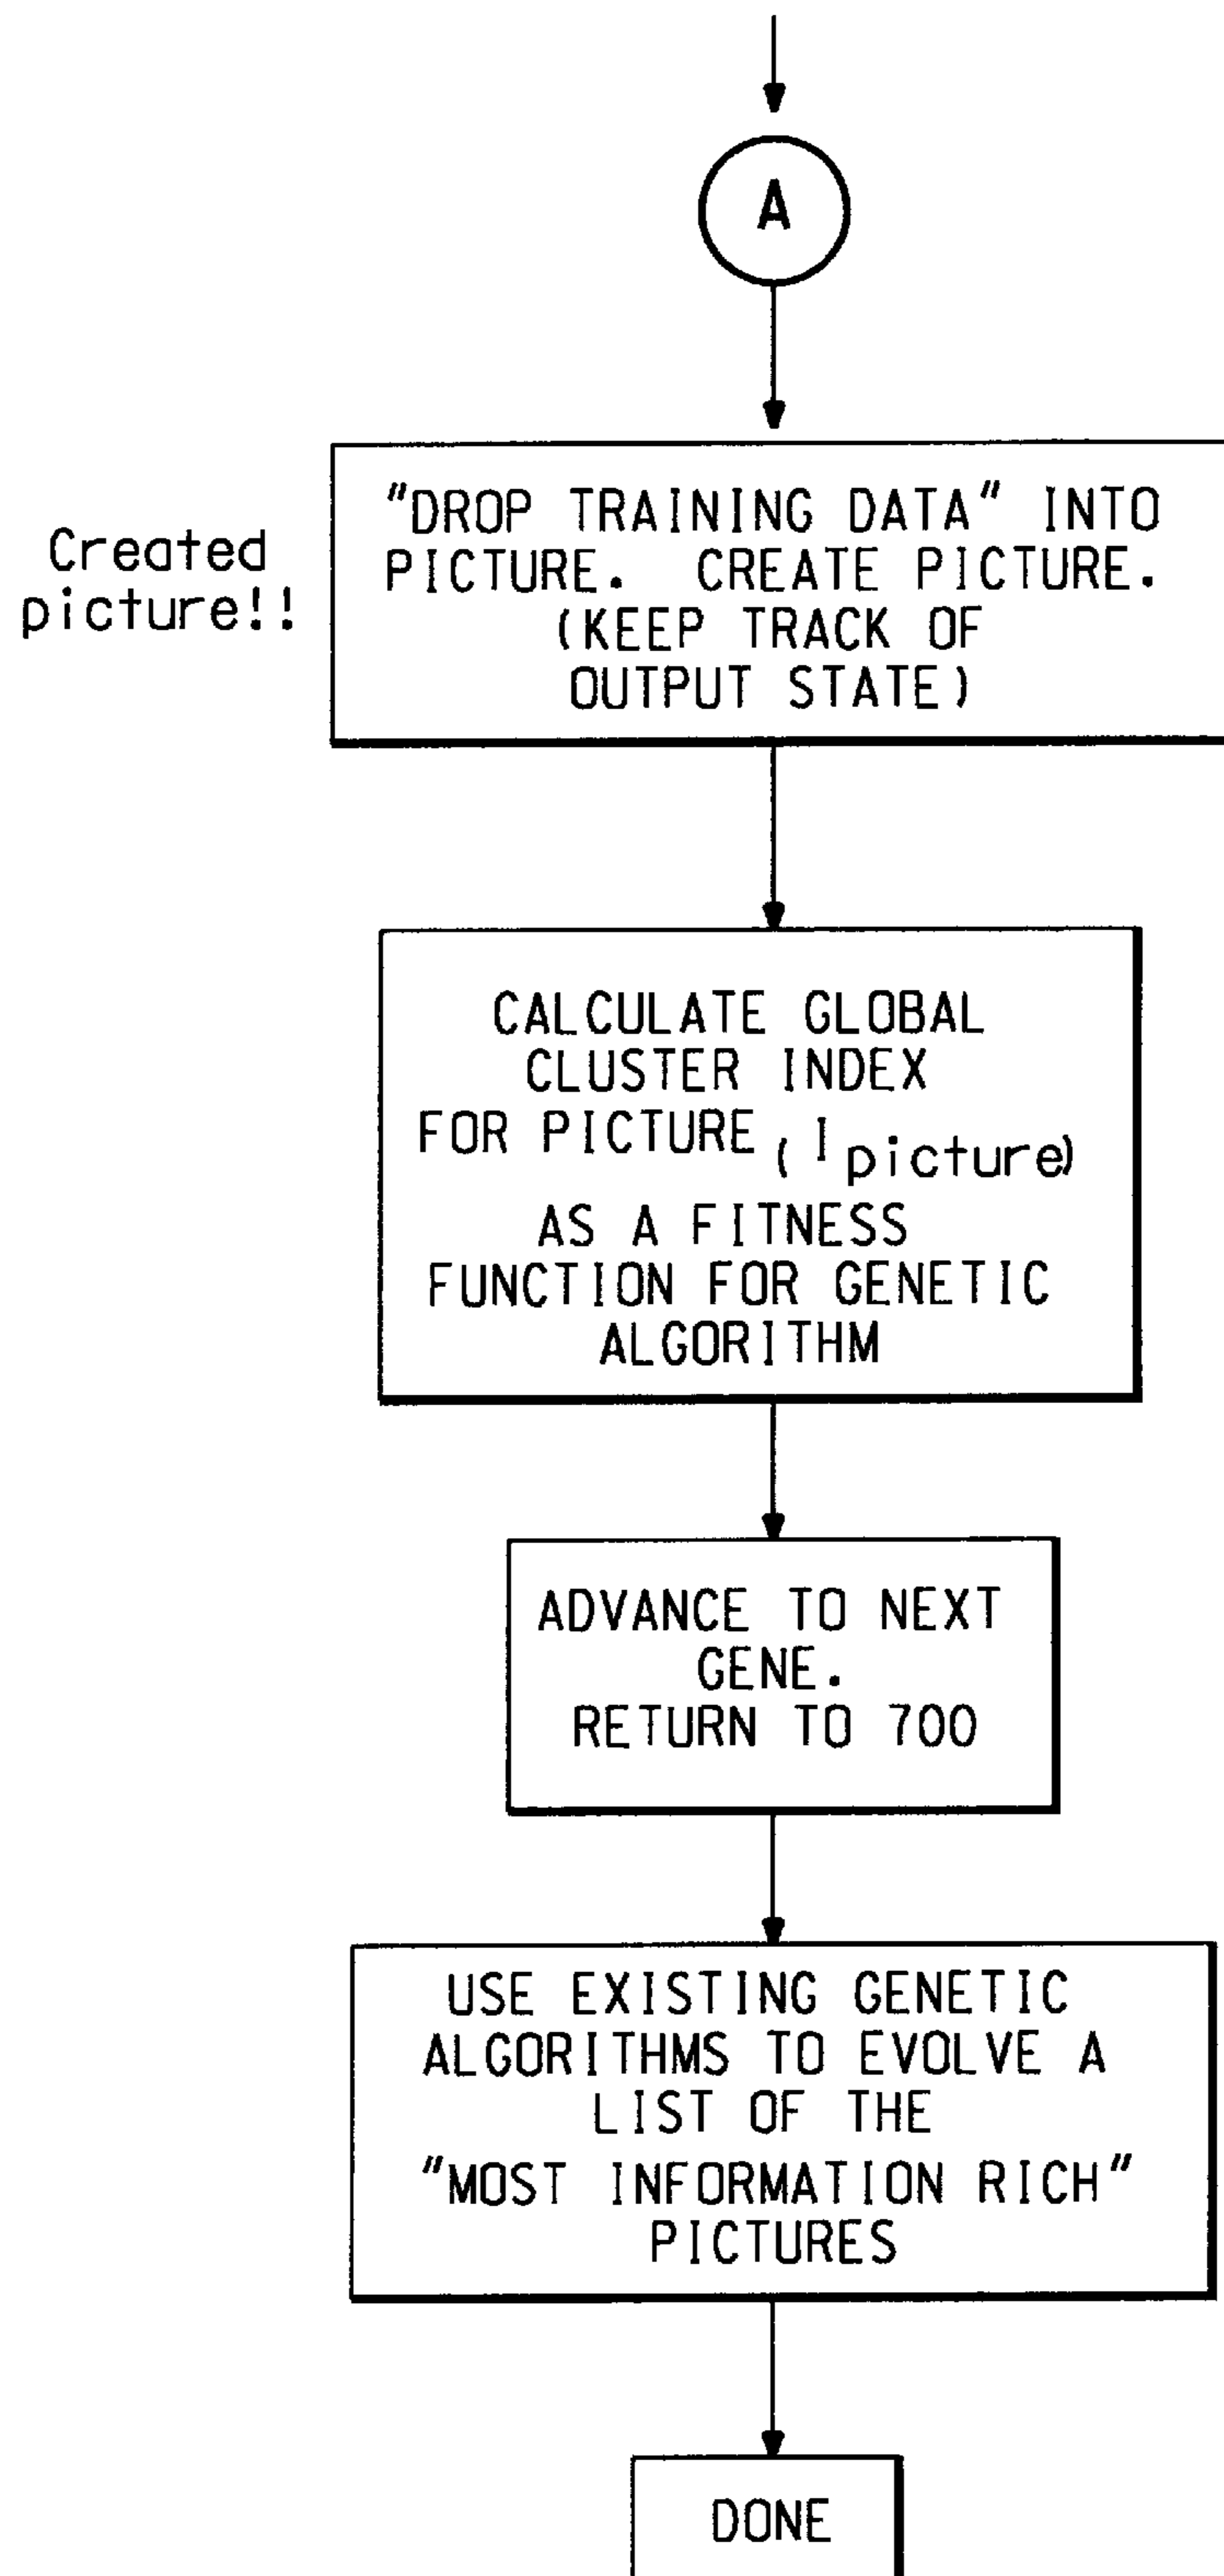 A
Created
picture!!
"DROP TRAINING DATA" INTO
PICTURE. CREATE PICTURE.
(KEEP TRACK OF
OUTPUT STATE)
CALCULATE GLOBAL
CLUSTER INDEX
FOR PICTURE (I picture)
AS A FITNESS
FUNCTION FOR GENETIC
ALGORITHM
ADVANCE TO NEXT
GENE.
RETURN TO 700
USE EXISTING GENETIC
ALGORITHMS TO EVOLVE A
LIST OF THE
"MOST INFORMATION RICH"
PICTURES
DONE